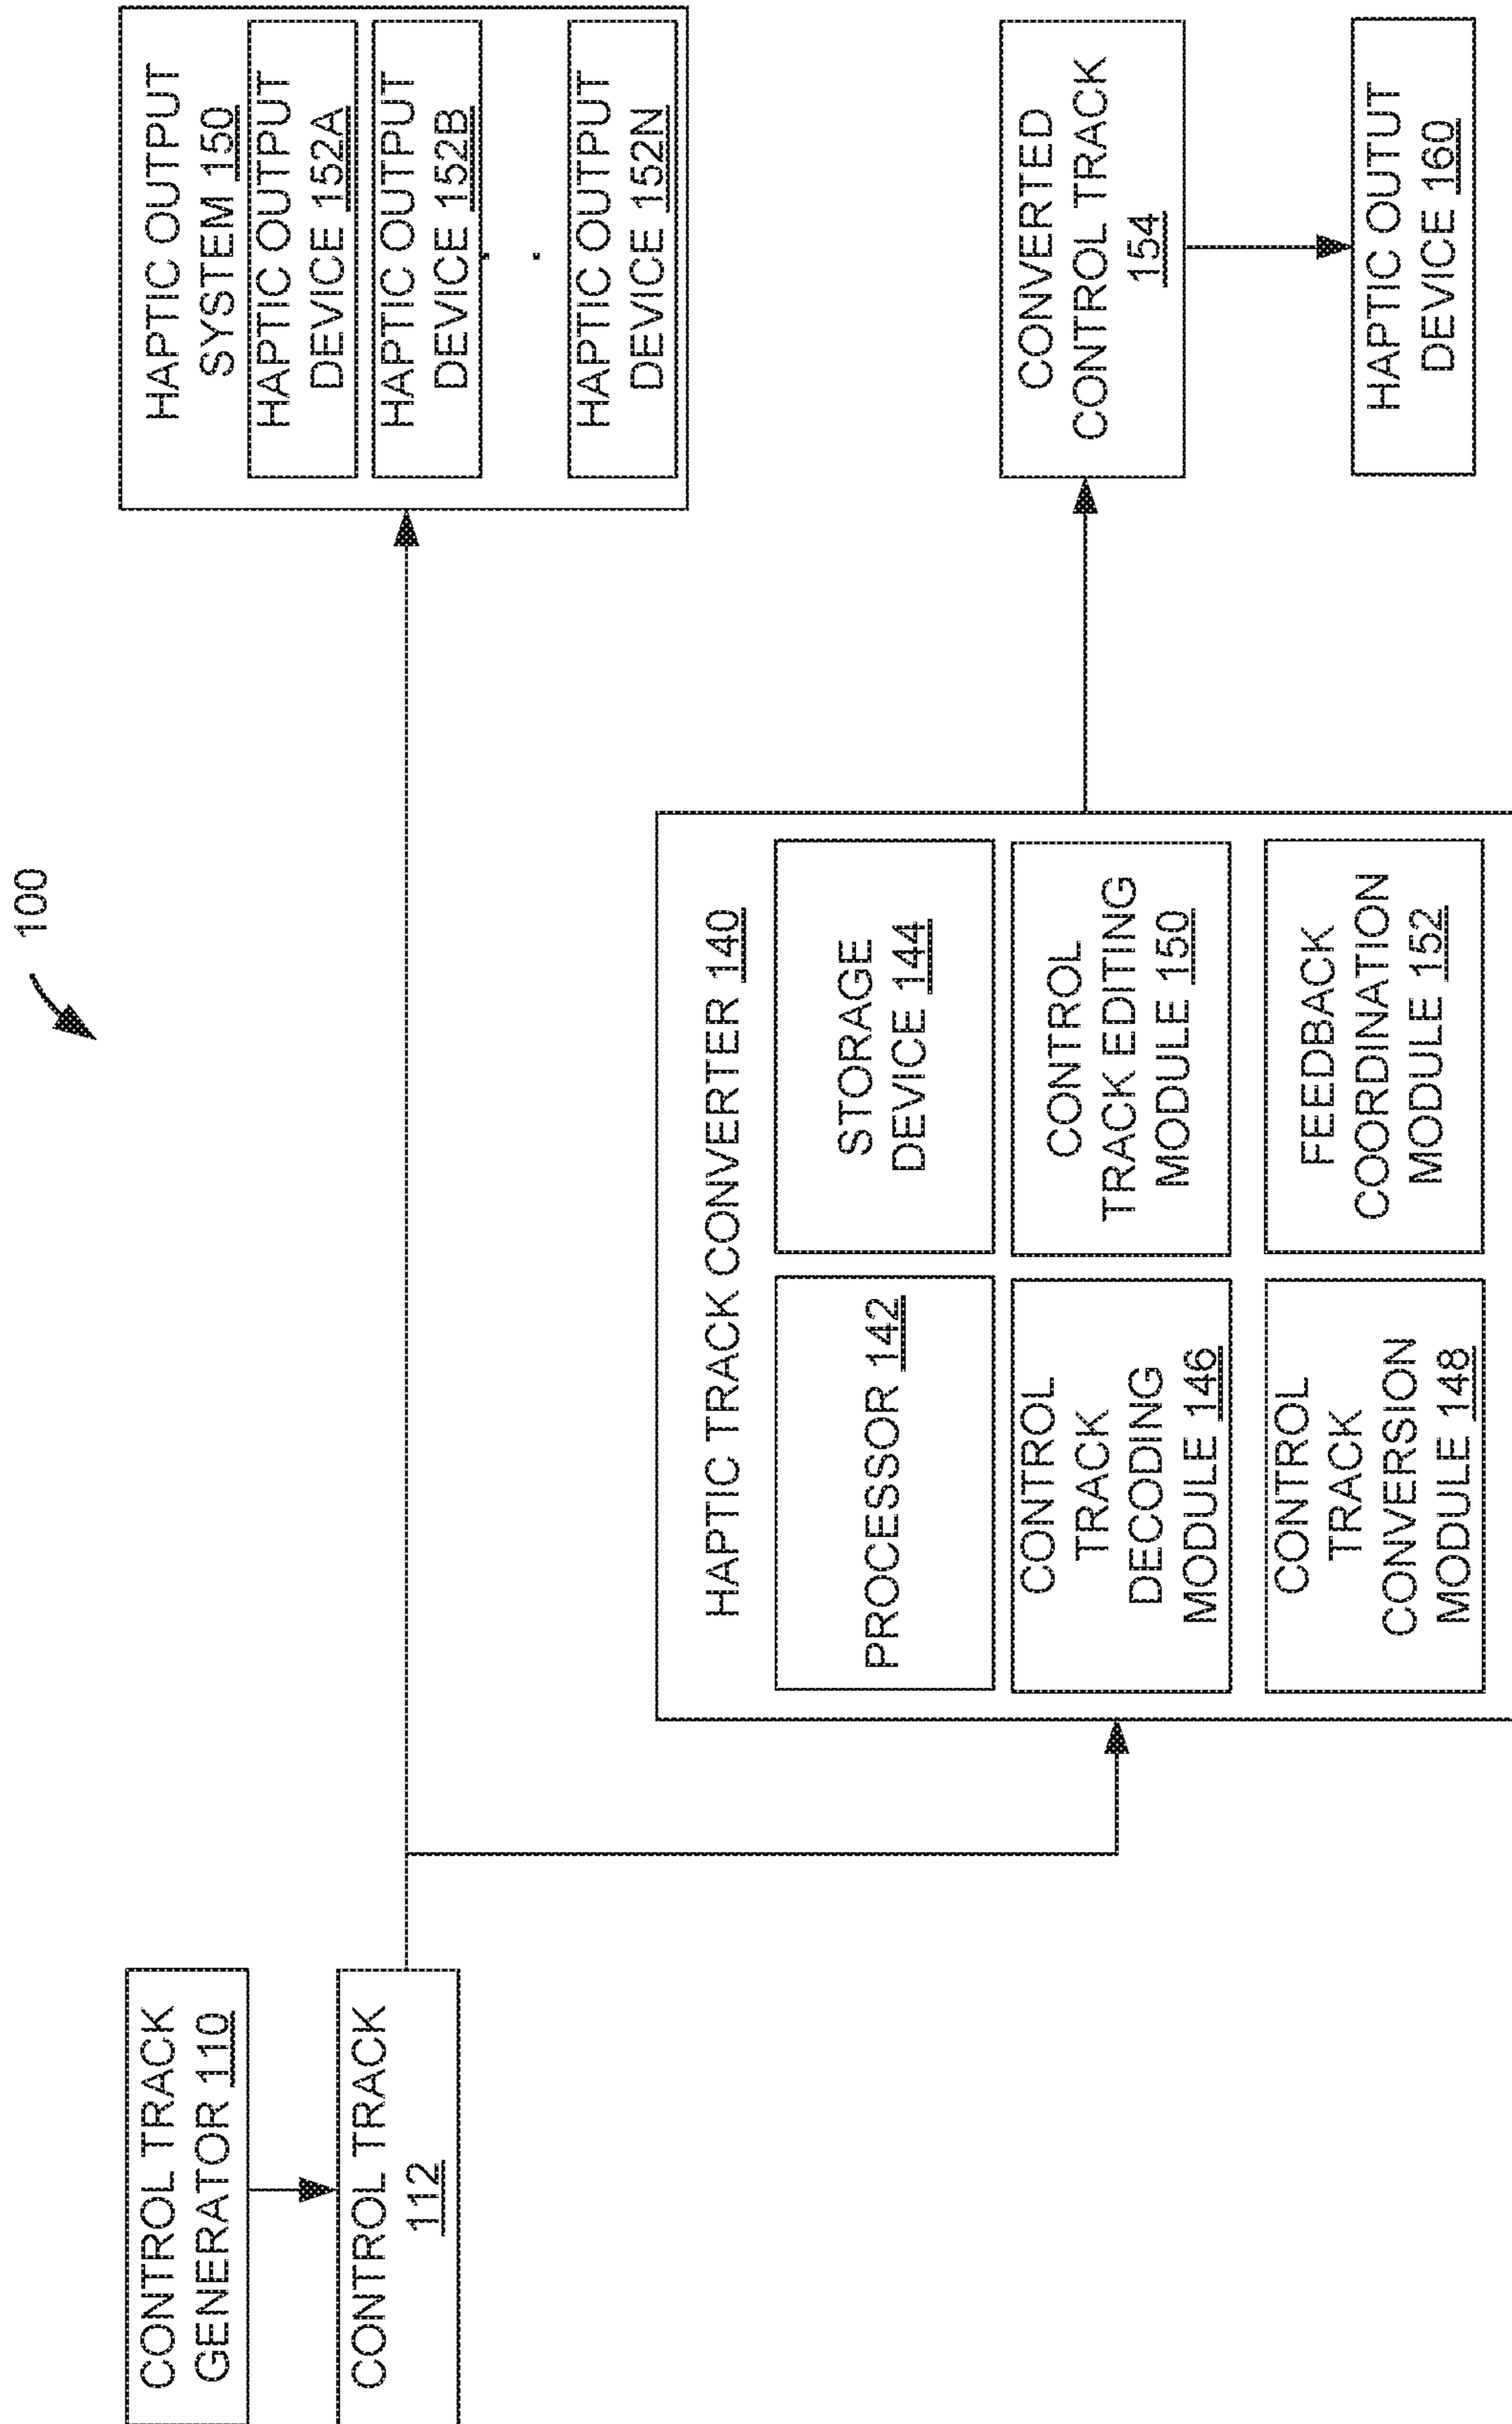 100
CONTROL TRACK
GENERATOR 110
CONTROL TRACK
112
HAPTIC OUTPUT
SYSTEM 150
HAPTIC OUTPUT
DEVICE 152A
HAPTIC OUTPUT
DEVICE 152B
HAPTIC OUTPUT
DEVICE 152N
HAPTIC TRACK CONVERTER 140
PROCESSOR 142
STORAGE
DEVICE 144
CONTROL
TRACK
DECODING
MODULE 146
CONTROL
TRACK EDITING
MODULE 150
CONTROL
TRACK
CONVERSION
MODULE 148
FEEDBACK
COORDINATION
MODULE 152
CONVERTED
CONTROL TRACK
154
HAPTIC OUTUT
DEVICE 160